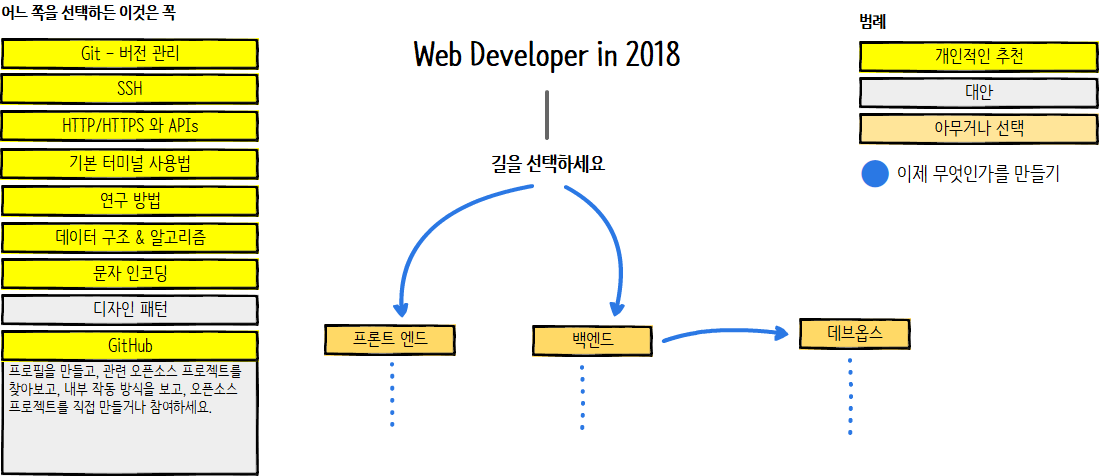 어느 쪽을 선택하든 이것은 꼭
Git - 버전 관리
SSH
HTTP/HTTPS 와 APIs
기본 터미널 사용법
연구 방법
데이터 구조 & 알고리즘
문자 인코딩
디자인 패턴
GitHub
프로필을 만들고, 관련 오픈소스 프로젝트를
찾아보고, 내부 작동 방식을 보고, 오픈소스
프로젝트를 직접 만들거나 참여하세요.
Web Developer in 2018
길을 선택하세요
프론트 엔드
백엔드
데브옵스
범례
개인적인 추천
대안
아무거나 선택
이제 무엇인가를 만들기